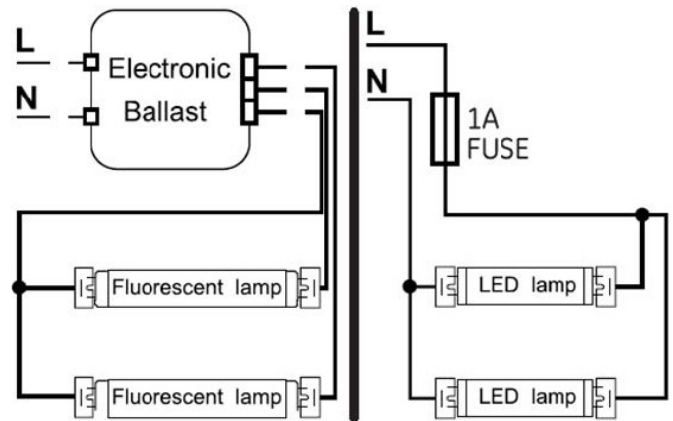 L
N
Electronic
Ballast
Fluorescent lamp
Fluorescent lamp
L
N
1A
FUSE
LED lamp
LED lamp